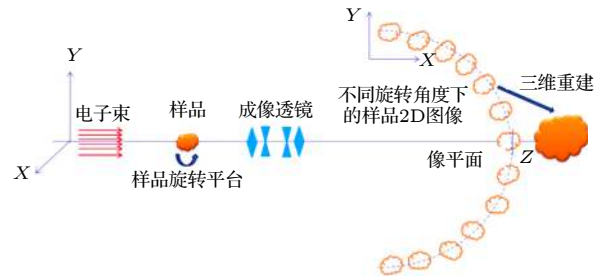 Y
X
电子束
样品
成像透镜
不同旋转角度下
的样品2D图像
Y
X
三维重建
X
样品旋转平台
像平面
Z